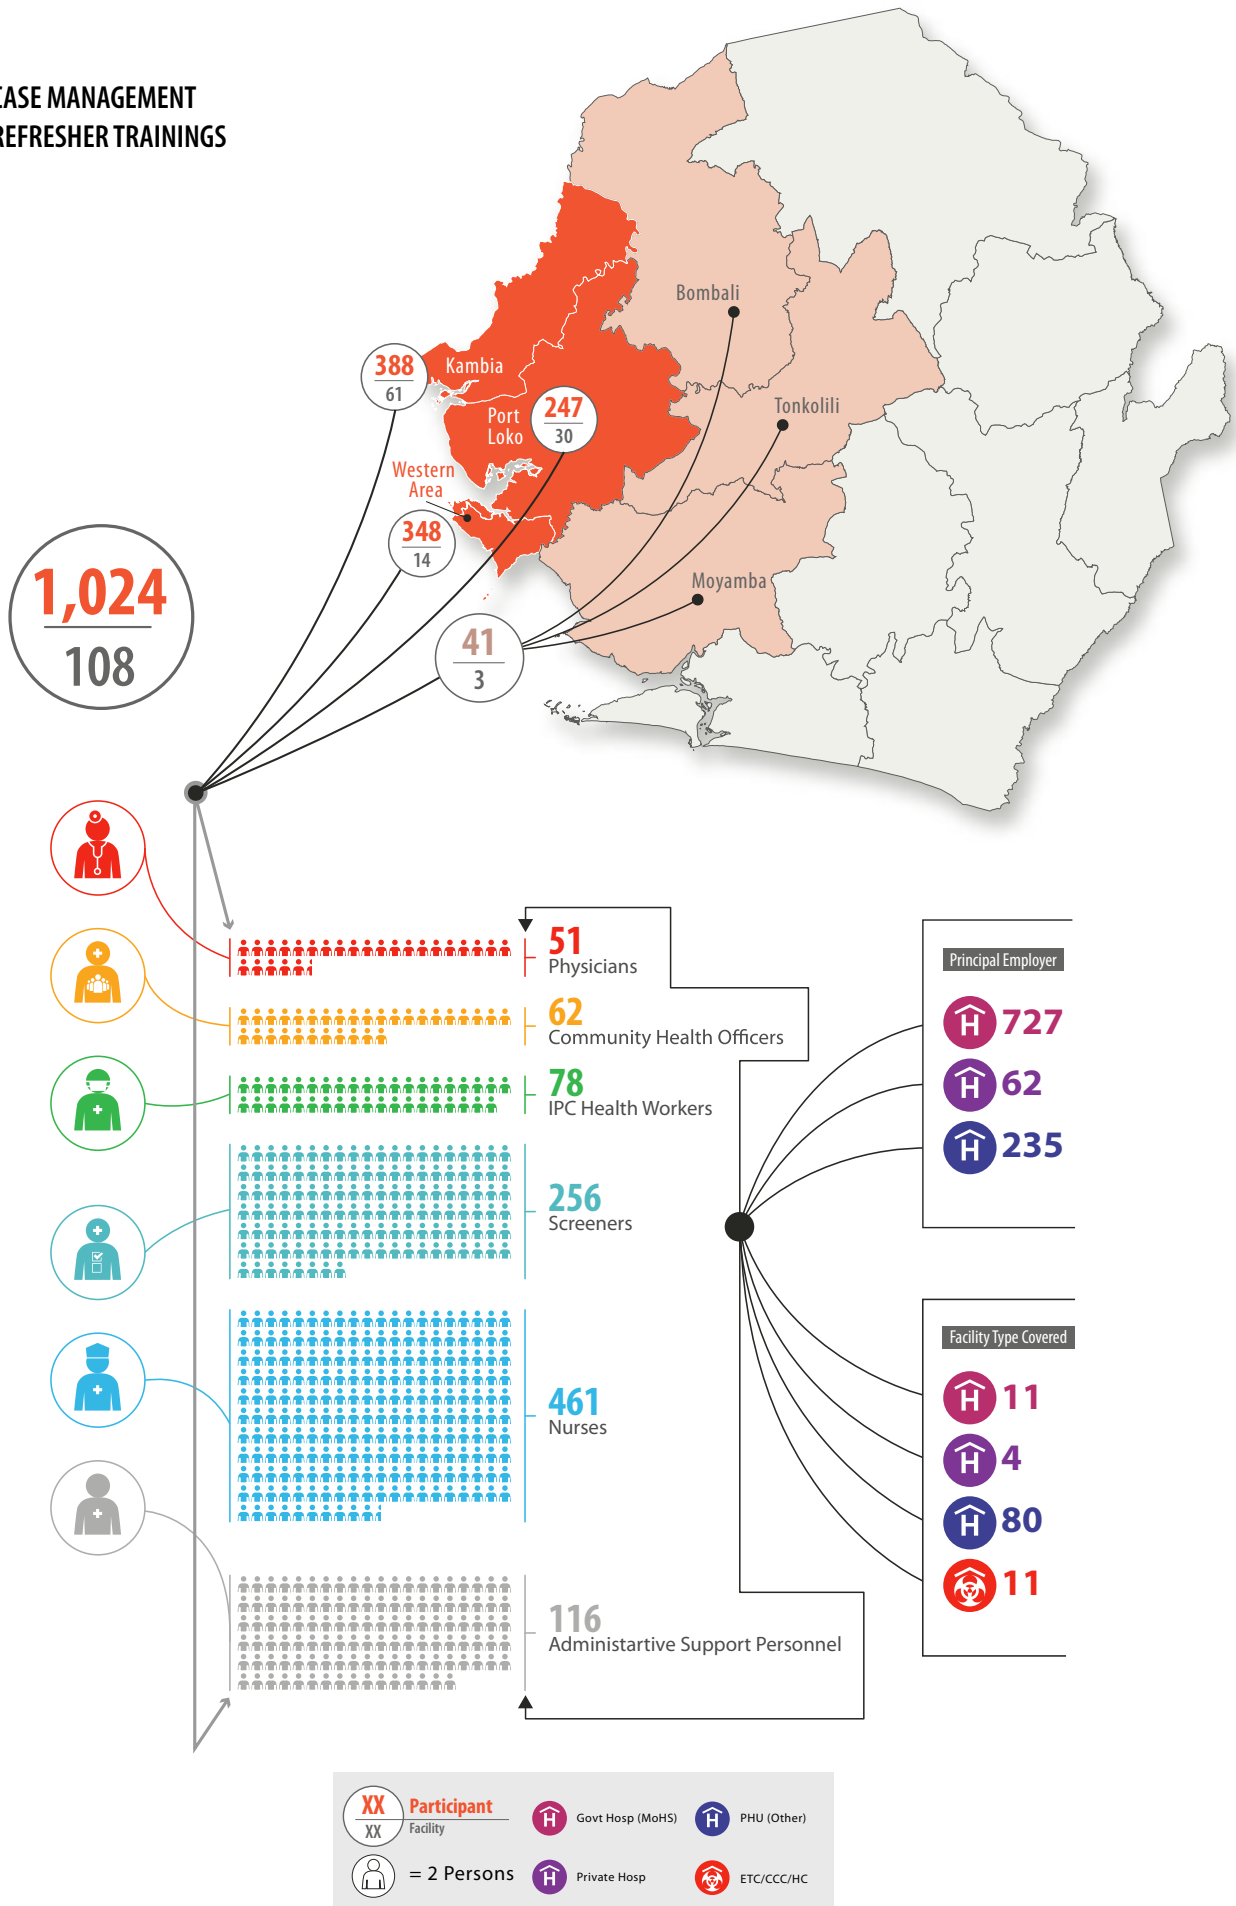 CASE MANAGEMENT
REFRESHER TRAININGS
Bombali
388
61
Kambia
Port
Loko
247
30
Tonkolili
Western
Area
348
14
1,024
108
Moyamba
41
3
51
Physicians
62
Community Health Officers
78
IPC Health Workers
256
Screeners
461
Nurses
116
Administartive Support Personnel
Principal Employer
H 727
H 62
H 235
Facility Type Covered
H 11
H 4
H 80
11
XX Participant
XX Facility
= 2 Persons
H Govt Hosp (MoHS)
H PHU (Other)
H Private Hosp
ETC/CCC/HC